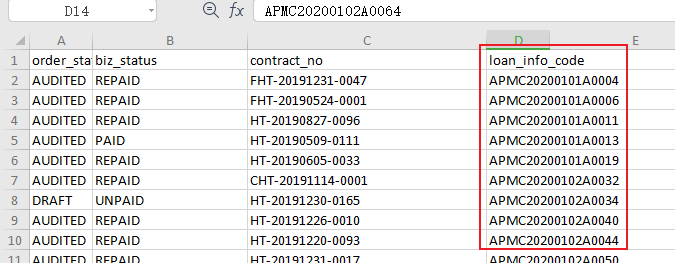 D14 fx APMC20200102A0064
A B C D E
1 order_sta biz_status contract_no loan_info_code
2 AUDITED REPAID FHT-20191231-0047 APMC20200101A0004
3 AUDITED REPAID FHT-20190524-0001 APMC20200101A0006
4 AUDITED REPAID HT-20190827-0096 APMC20200101A0011
5 AUDITED PAID HT-20190509-0111 APMC20200101A0013
6 AUDITED REPAID HT-20190605-0033 APMC20200101A0019
7 AUDITED REPAID CHT-20191114-0001 APMC20200102A0032
8 DRAFT UNPAID HT-20191230-0165 APMC20200102A0034
9 AUDITED REPAID HT-20191226-0010 APMC20200102A0040
10 AUDITED REPAID HT-20191220-0093 APMC20200102A0044
11 AUDITED REPAID HT-20191231-0017 APMC20200102A0050